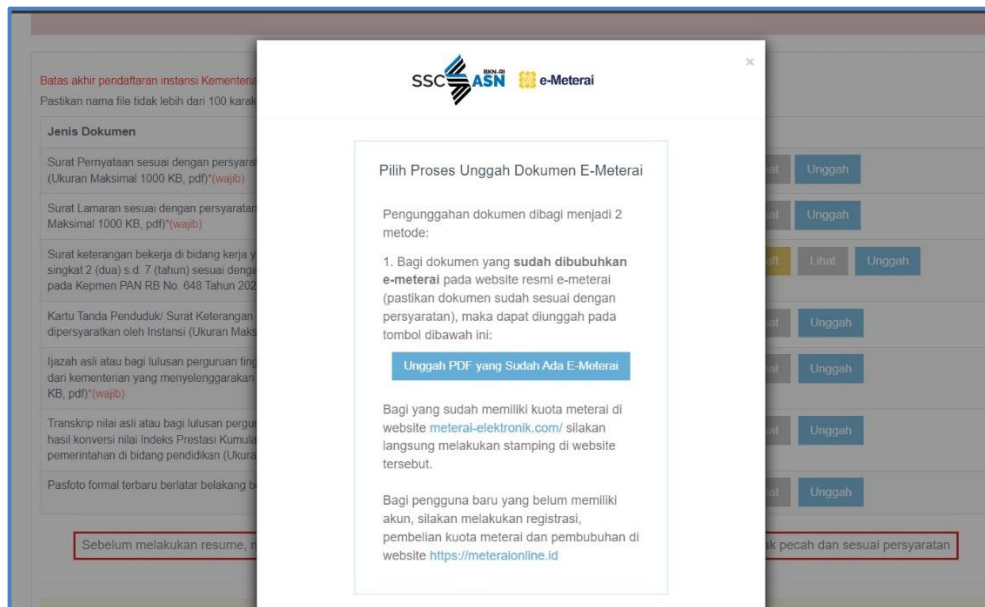 SSC BKN-RI ASN e-Meterai
×
Batas akhir pendaftaran instansi
Pastikan nama file tidak lebih dari 100
Jenis Dokumen
Surat Pernyataan sesuai dengan
(Ukuran Maksimal 1000 KB, pdf)*(wajib)
Unggah
Surat Lamaran sesuai dengan persyaratan
Maksimal 1000 KB, pdf)*(wajib)
Unggah
Surat keterangan bekerja di bidang kerja
singkat 2 (dua) s.d. 7 (tahun) sesuai
pada Kepmen PAN RB No. 648 Tahun
Lihat Unggah
Kartu Tanda Penduduk/ Surat Keterangan
dipersyaratkan oleh Instansi (Ukuran
Unggah
Ijazah asli atau bagi lulusan perguruan
dari kementerian yang menyelenggarakan
KB, pdf)*(wajib)
Unggah
Transkrip nilai asli atau bagi lulusan
hasil konversi nilai Indeks Prestasi
pemerintahan di bidang pendidikan
Unggah
Pasfoto formal terbaru berlatar belakang
Unggah
Sebelum melakukan resume,
pecah dan sesuai persyaratan
Pilih Proses Unggah Dokumen E-Meterai
Pengunggahan dokumen dibagi menjadi 2
metode:
1. Bagi dokumen yang sudah dibubuhkan
e-meterai pada website resmi e-meterai
(pastikan dokumen sudah sesuai dengan
persyaratan), maka dapat diunggah pada
tombol dibawah ini:
Unggah PDF yang Sudah Ada E-Meterai
Bagi yang sudah memiliki kuota meterai di
website meterai-elektronik.com/ silakan
langsung melakukan stamping di website
tersebut.
Bagi pengguna baru yang belum memiliki
akun, silakan melakukan registrasi,
pembelian kuota meterai dan pembubuhan di
website https://meteraionline.id